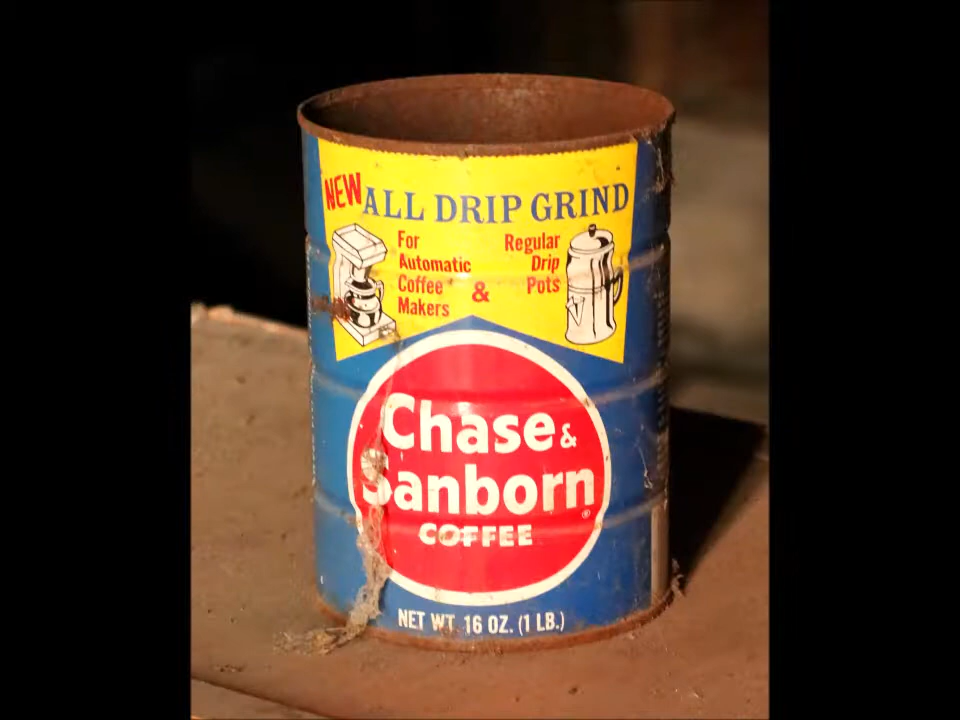 NEW ALL DRIP GRIND
For
Automatic
Coffee
Makers
&
Regular
Drip
Pots
Chase &
Sanborn®
COFFEE
NET WT. 16 OZ. (1 LB.)